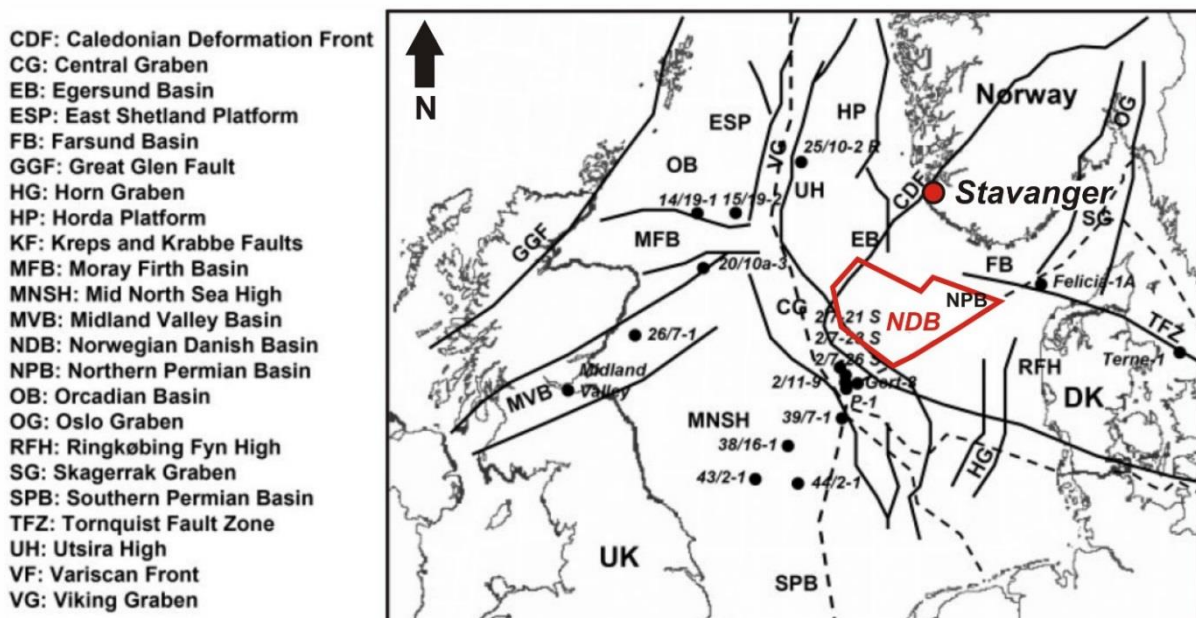 CDF: Caledonian Deformation Front
CG: Central Graben
EB: Egersund Basin
ESP: East Shetland Platform
FB: Farsund Basin
GGF: Great Glen Fault
HG: Horn Graben
HP: Horda Platform
KF: Kreps and Krabbe Faults
MFB: Moray Firth Basin
MNSH: Mid North Sea High
MVB: Midland Valley Basin
NDB: Norwegian Danish Basin
NPB: Northern Permian Basin
OB: Orcadian Basin
OG: Oslo Graben
RFH: Ringkøbing Fyn High
SG: Skagerrak Graben
SPB: Southern Permian Basin
TFZ: Tornquist Fault Zone
UH: Utsira High
VF: Variscan Front
VG: Viking Graben
N
Norway
OG
HP
ESP
VG
25/10-2 R
OB
UH
CDF
Stavanger
14/19-1 15/19-2
SG
GGF
MFB
EB
FB
20/10a-3
Felicia-1A
NPB
CG
2/7-21 S
NDB
TFZ
26/7-1
2/7-23 S
Terne-1
2/7-26 S
RFH
Midland
Valley
MVB
2/11-9
Gert-3
P-1
DK
MNSH
39/7-1
38/16-1
HG
43/2-1
44/2-1
UK
SPB